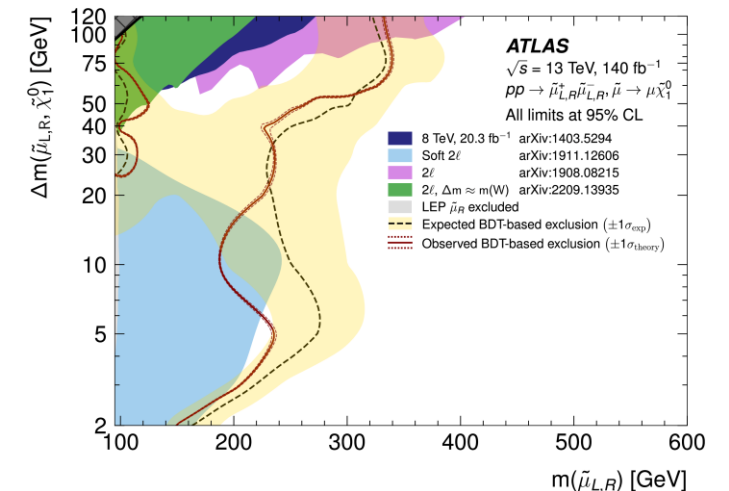 120
100
75
50
40
30
20
10
5
2
Δm(μ̃L,R, χ̃⁰₁) [GeV]
ATLAS
√s = 13 TeV, 140 fb⁻¹
pp → μ̃⁺L,R μ̃⁻L,R, μ̃ → μχ̃⁰₁
All limits at 95% CL
8 TeV, 20.3 fb⁻¹ arXiv:1403.5294
Soft 2ℓ arXiv:1911.12606
2ℓ arXiv:1908.08215
2ℓ, Δm ≈ m(W) arXiv:2209.13935
LEP μ̃R excluded
Expected BDT-based exclusion (±1σexp)
Observed BDT-based exclusion (±1σtheory)
100 200 300 400 500 600
m(μ̃L,R) [GeV]